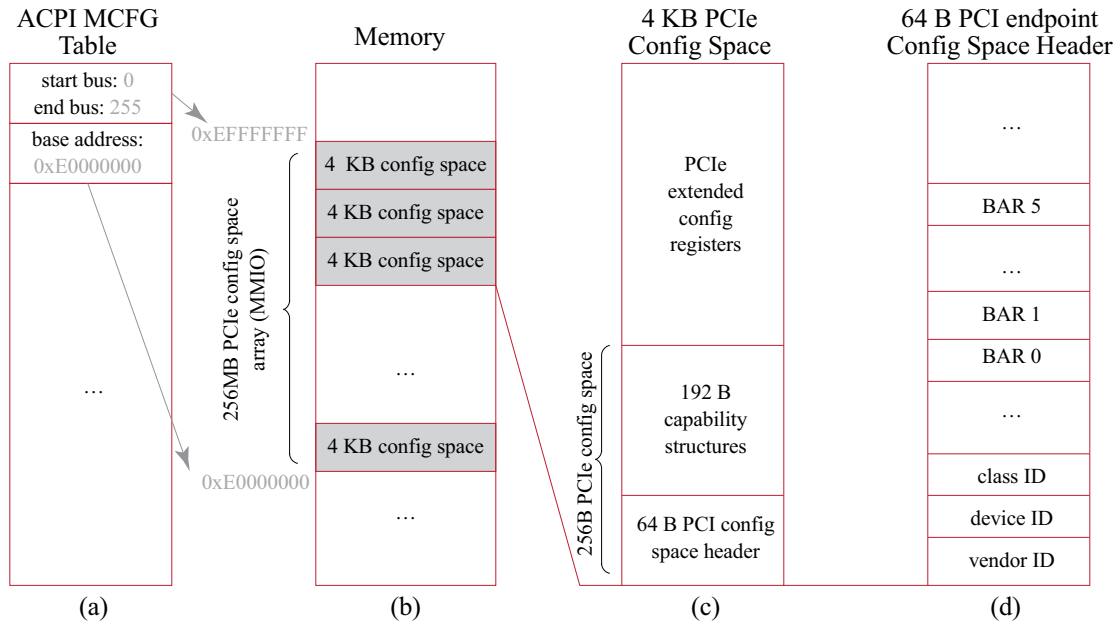 ACPI MCFG
Table
start bus: 0
end bus: 255
base address:
0xE0000000
…
(a)
Memory
0xEFFFFFFF
4 KB config space
4 KB config space
4 KB config space
…
4 KB config space
0xE0000000
…
256MB PCIe config space
array (MMIO)
(b)
4 KB PCIe
Config Space
PCIe
extended
config
registers
192 B
capability
structures
64 B PCI config
space header
256B PCIe config space
(c)
64 B PCI endpoint
Config Space Header
…
BAR 5
…
BAR 1
BAR 0
…
class ID
device ID
vendor ID
(d)